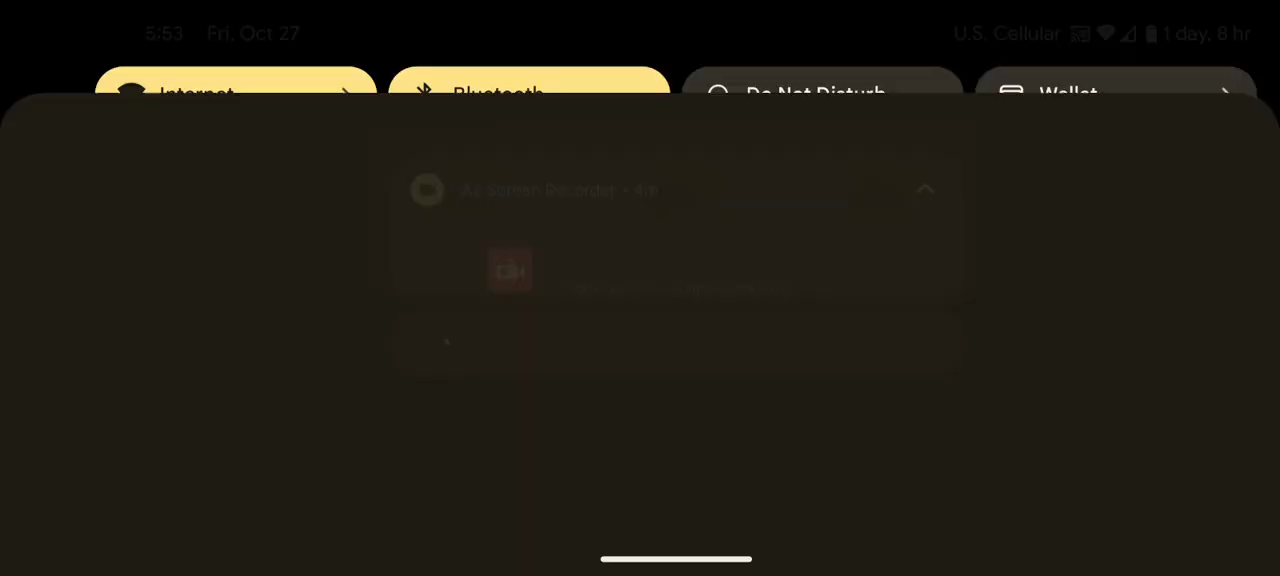 5:53 Fri, Oct 27 U.S. Cellular 1 day, 8 hr
Internet Bluetooth Do Not Disturb Wallet
Az Screen Recorder • 4m